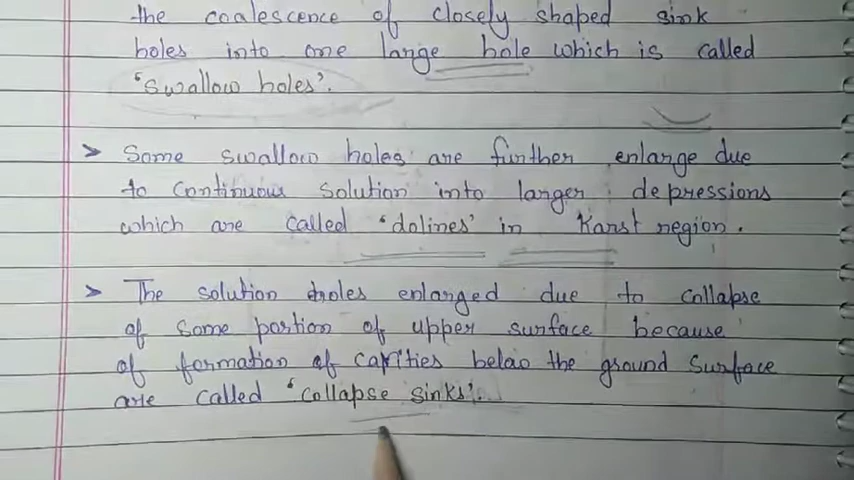 the coalescence of closely shaped sink
holes into one large hole which is called
'swallow holes'.
> Some swallow holes are further enlarge due
to continuous solution into larger depressions
which are called 'dolines' in Karst region.
> The solution holes enlarged due to collapse
of some portion of upper surface because
of formation of cavities below the ground surface
are called 'collapse sinks'.